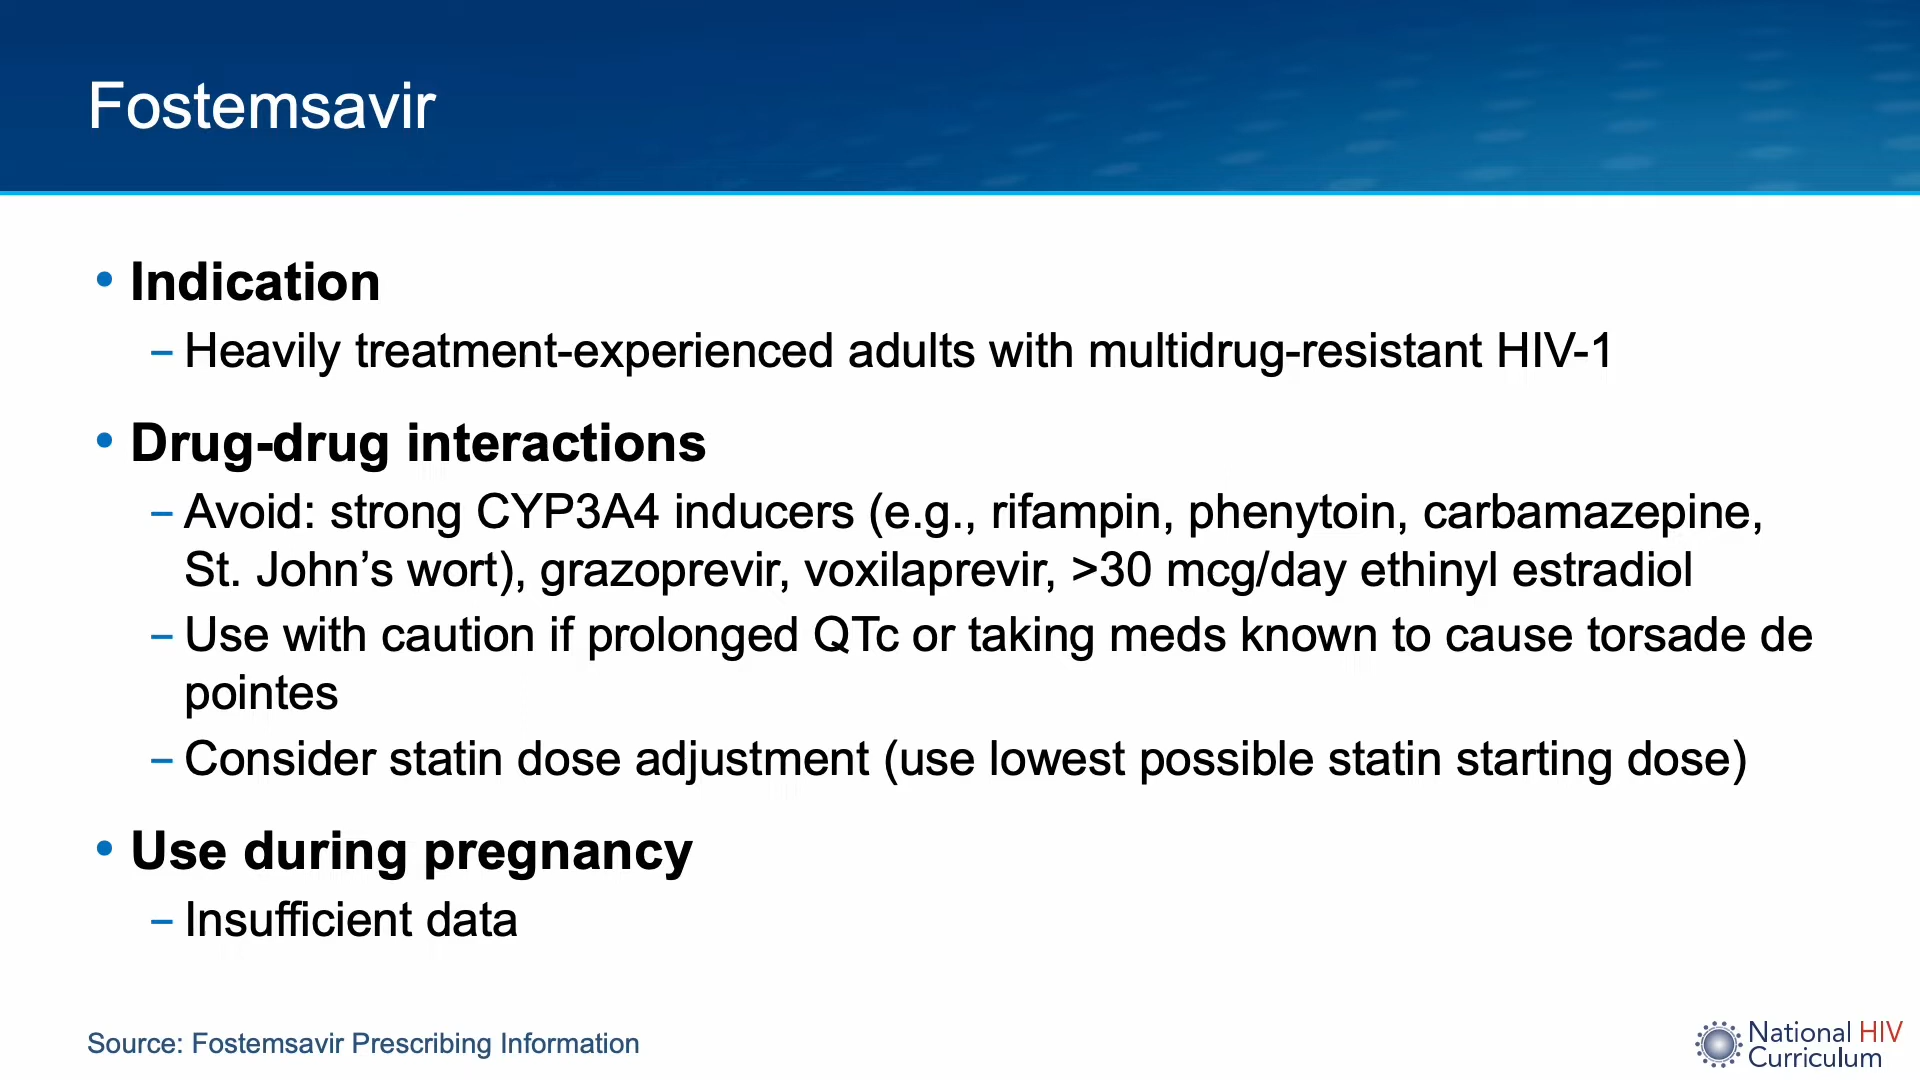 Fostemsavir
• Indication
– Heavily treatment-experienced adults with multidrug-resistant HIV-1
• Drug-drug interactions
– Avoid: strong CYP3A4 inducers (e.g., rifampin, phenytoin, carbamazepine,
St. John’s wort), grazoprevir, voxilaprevir, >30 mcg/day ethinyl estradiol
– Use with caution if prolonged QTc or taking meds known to cause torsade de
pointes
– Consider statin dose adjustment (use lowest possible statin starting dose)
• Use during pregnancy
– Insufficient data
Source: Fostemsavir Prescribing Information
National HIV
Curriculum